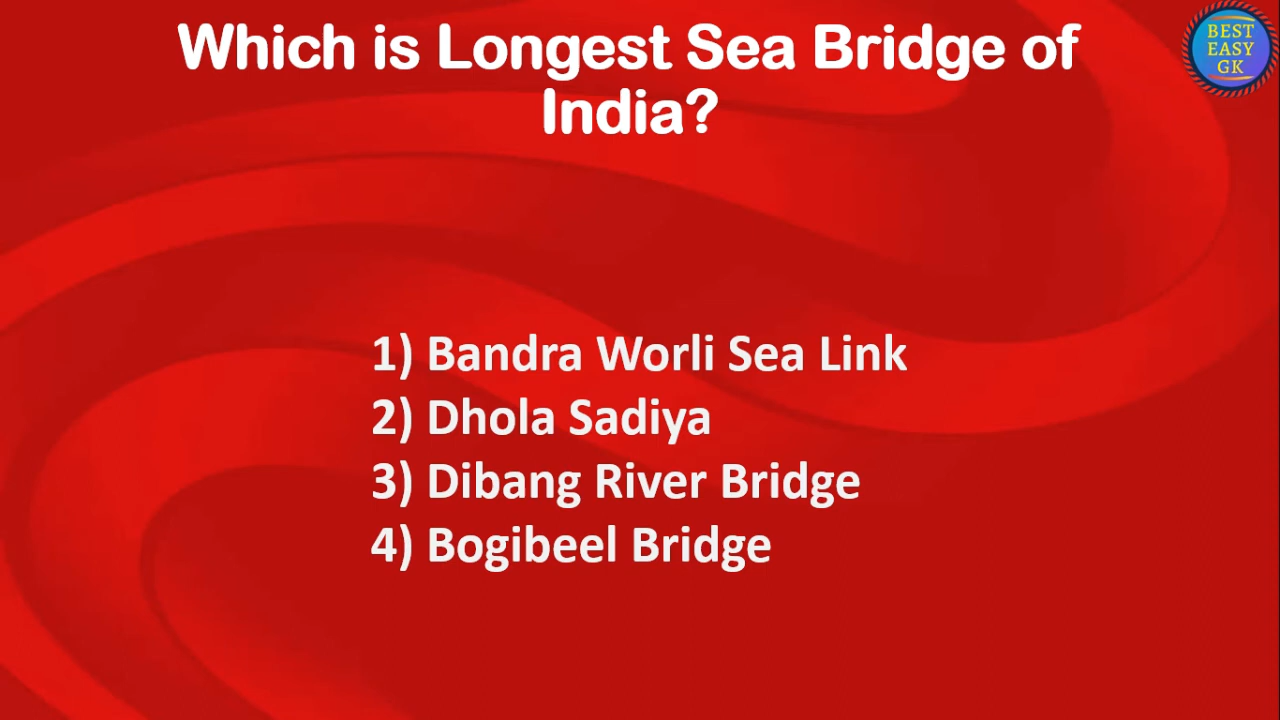 Which is Longest Sea Bridge of
India?
BEST
EASY
GK
1) Bandra Worli Sea Link
2) Dhola Sadiya
3) Dibang River Bridge
4) Bogibeel Bridge